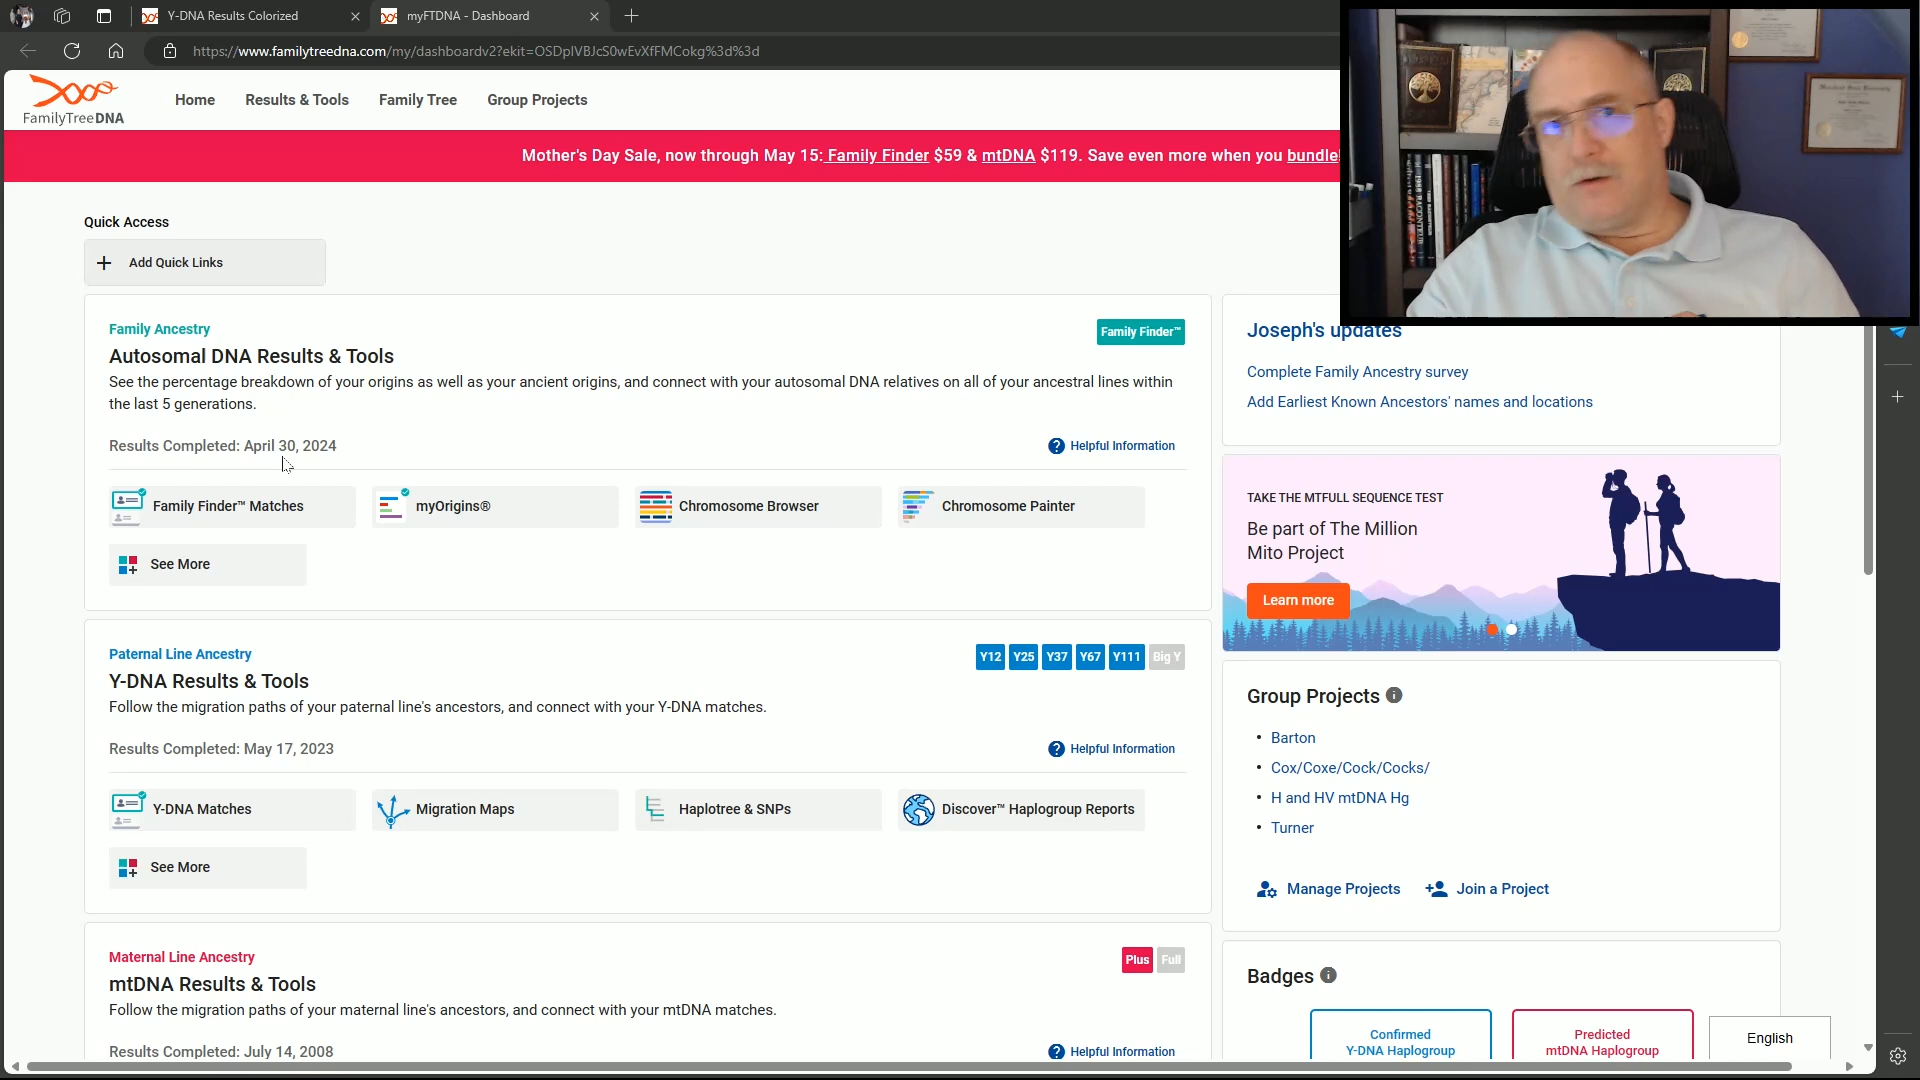 Y-DNA Results Colorized
myFTDNA - Dashboard
https://www.familytreedna.com/my/dashboardv2?ekit=OSDplVBJcS0wEvXfFMCokg%3d%3d
FamilyTreeDNA
Home
Results & Tools
Family Tree
Group Projects
Mother's Day Sale, now through May 15: Family Finder $59 & mtDNA $119. Save even more when you bundle!
Quick Access
Add Quick Links
Family Ancestry
Family Finder™
Autosomal DNA Results & Tools
See the percentage breakdown of your origins as well as your ancient origins, and connect with your autosomal DNA relatives on all of your ancestral lines within
the last 5 generations.
Results Completed: April 30, 2024
Helpful Information
Family Finder™ Matches
myOrigins®
Chromosome Browser
Chromosome Painter
See More
Paternal Line Ancestry
Y12
Y25
Y37
Y67
Y111
Big Y
Y-DNA Results & Tools
Follow the migration paths of your paternal line's ancestors, and connect with your Y-DNA matches.
Results Completed: May 17, 2023
Helpful Information
Y-DNA Matches
Migration Maps
Haplotree & SNPs
Discover™ Haplogroup Reports
See More
Maternal Line Ancestry
Plus
Full
mtDNA Results & Tools
Follow the migration paths of your maternal line's ancestors, and connect with your mtDNA matches.
Results Completed: July 14, 2008
Helpful Information
Joseph's updates
Complete Family Ancestry survey
Add Earliest Known Ancestors' names and locations
TAKE THE MTFULL SEQUENCE TEST
Be part of The Million
Mito Project
Learn more
Group Projects
• Barton
• Cox/Coxe/Cock/Cocks/
• H and HV mtDNA Hg
• Turner
Manage Projects
Join a Project
Badges
Confirmed
Y-DNA Haplogroup
Predicted
mtDNA Haplogroup
English